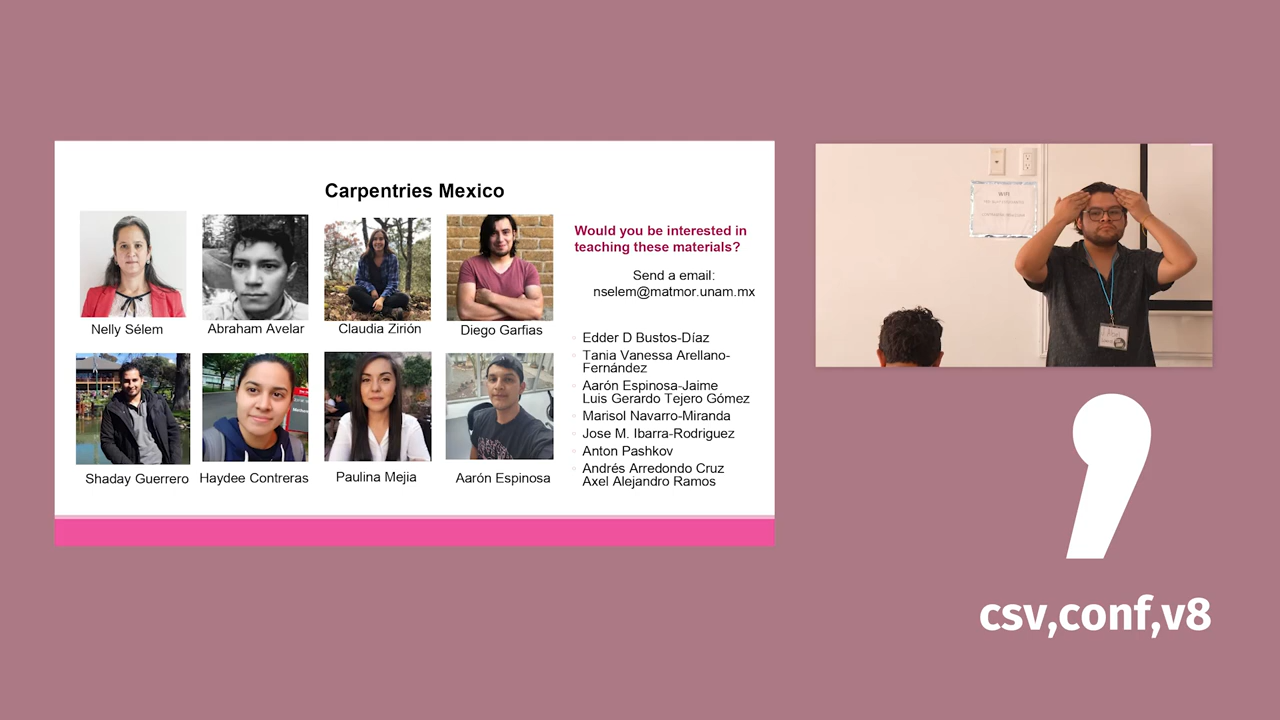 Carpentries Mexico
Nelly Sélem
Abraham Avelar
Claudia Zirión
Diego Garfias
Shaday Guerrero
Haydee Contreras
Paulina Mejia
Aarón Espinosa
Would you be interested in
teaching these materials?
Send a email:
nselem@matmor.unam.mx
Edder D Bustos-Díaz
Tania Vanessa Arellano-
Fernández
Aarón Espinosa-Jaime
Luis Gerardo Tejero Gómez
Marisol Navarro-Miranda
Jose M. Ibarra-Rodriguez
Anton Pashkov
Andrés Arredondo Cruz
Axel Alejandro Ramos
wifi
csv,conf,v8